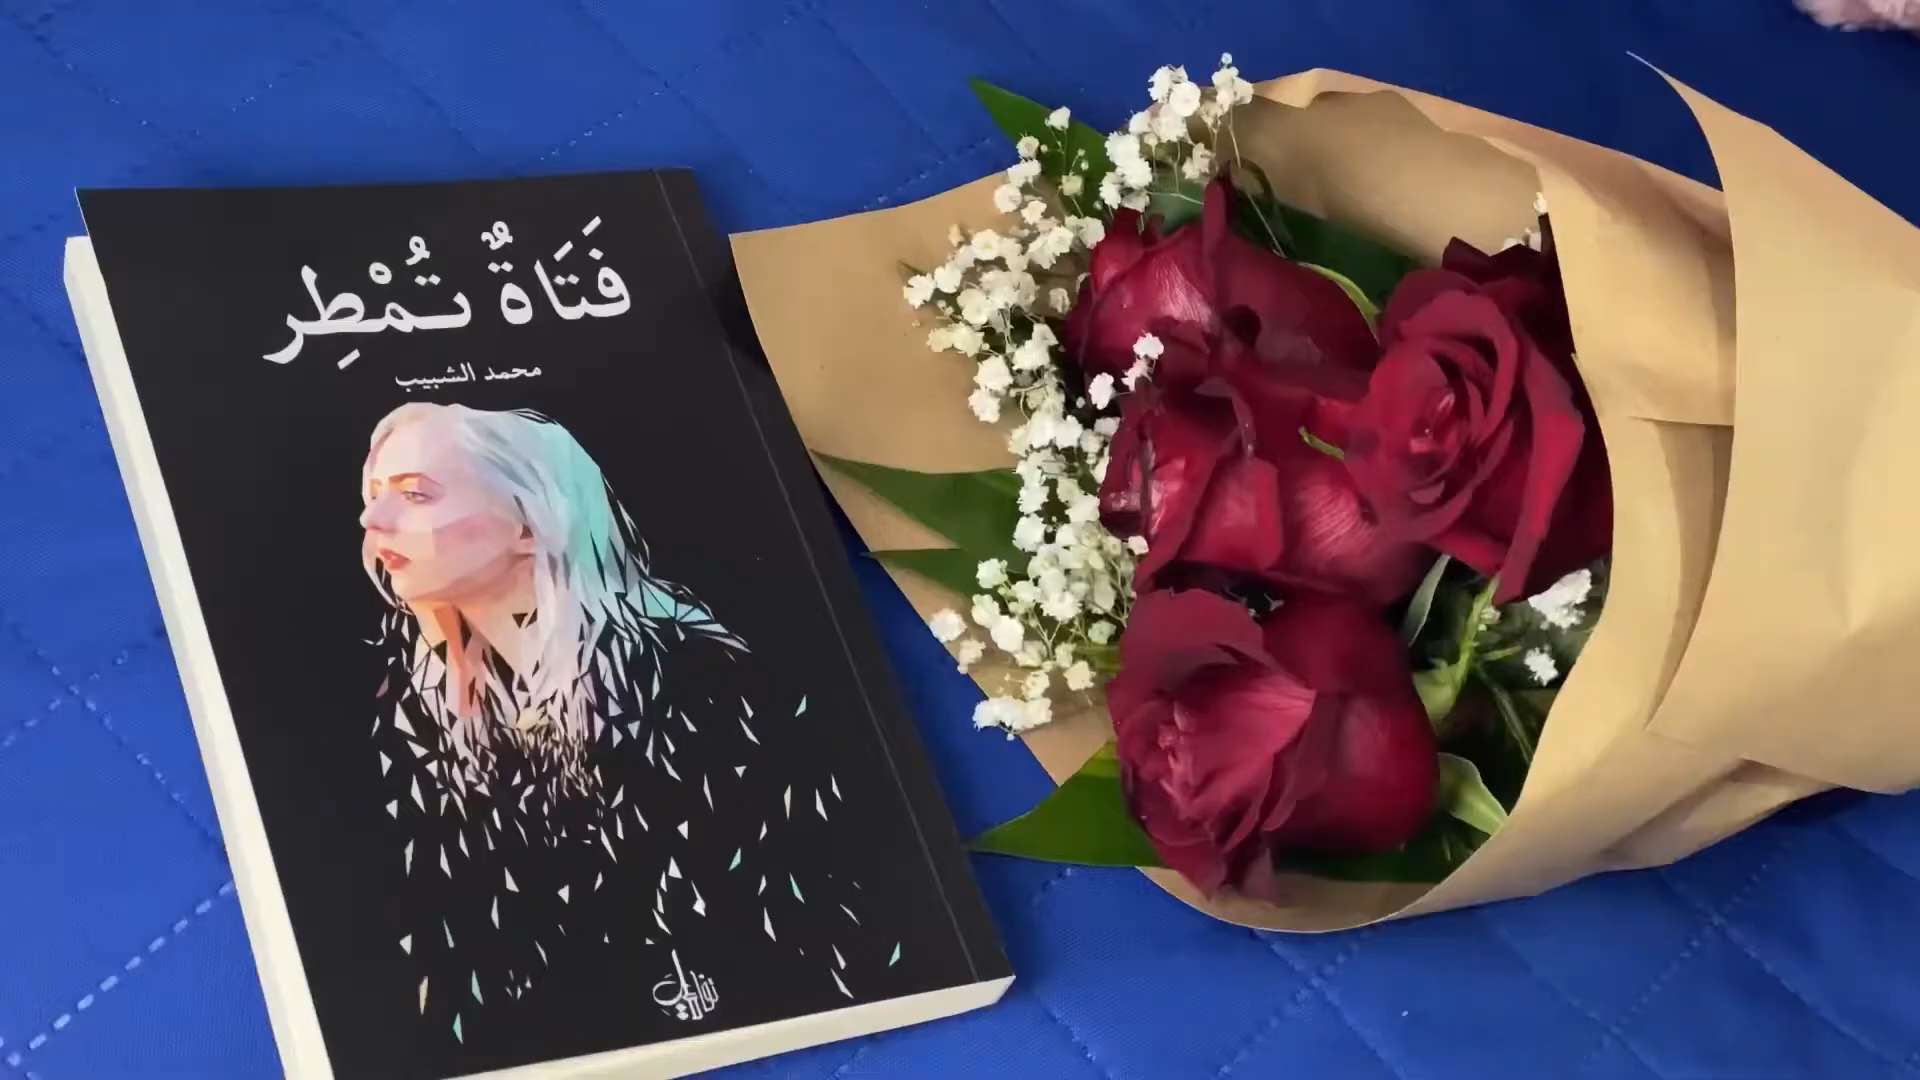 فَتَاةٌ تُمْطِر
محمد الشبيب